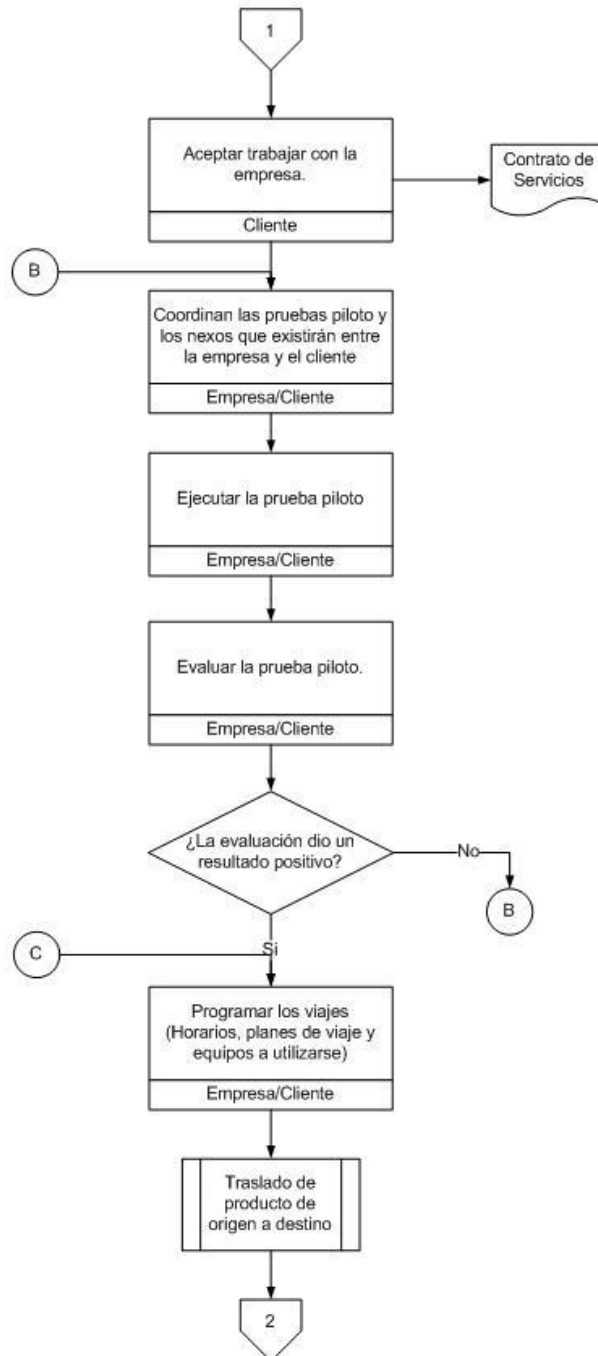 1
Aceptar trabajar con la
empresa.
Cliente
Contrato de
Servicios
B
Coordinan las pruebas piloto y
los nexos que existirán entre
la empresa y el cliente
Empresa/Cliente
Ejecutar la prueba piloto
Empresa/Cliente
Evaluar la prueba piloto.
Empresa/Cliente
¿La evaluación dio un
resultado positivo?
No
B
Si
C
Programar los viajes
(Horarios, planes de viaje y
equipos a utilizarse)
Empresa/Cliente
Traslado de
producto de
origen a destino
2